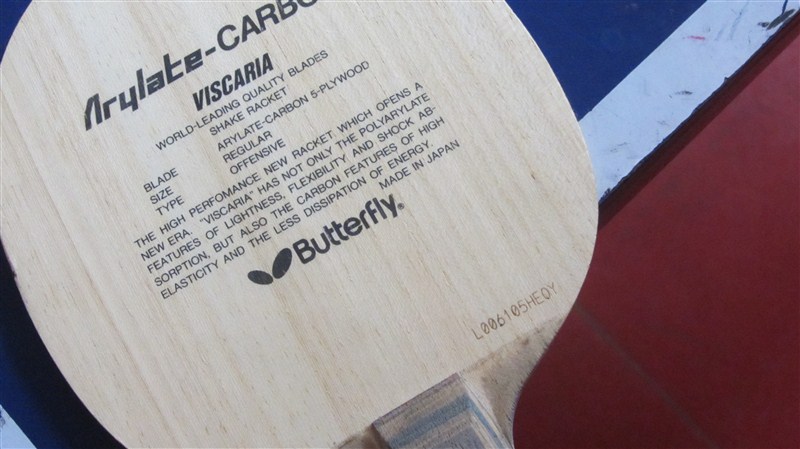 Arylate-CARBO
VISCARIA
WORLD-LEADING QUALITY BLADES
SHAKE RACKET
BLADE ARYLATE-CARBON 5-PLYWOOD
SIZE REGULAR
TYPE OFFENSIVE
THE HIGH PERFOMANCE NEW RACKET WHICH OPENS A
NEW ERA. "VISCARIA" HAS NOT ONLY THE POLYARYLATE
FEATURES OF LIGHTNESS, FLEXIBILITY AND SHOCK AB-
SORPTION, BUT ALSO THE CARBON FEATURES OF HIGH
ELASTICITY AND THE LESS DISSIPATION OF ENERGY.
MADE IN JAPAN
Butterfly®
L006105HEOY